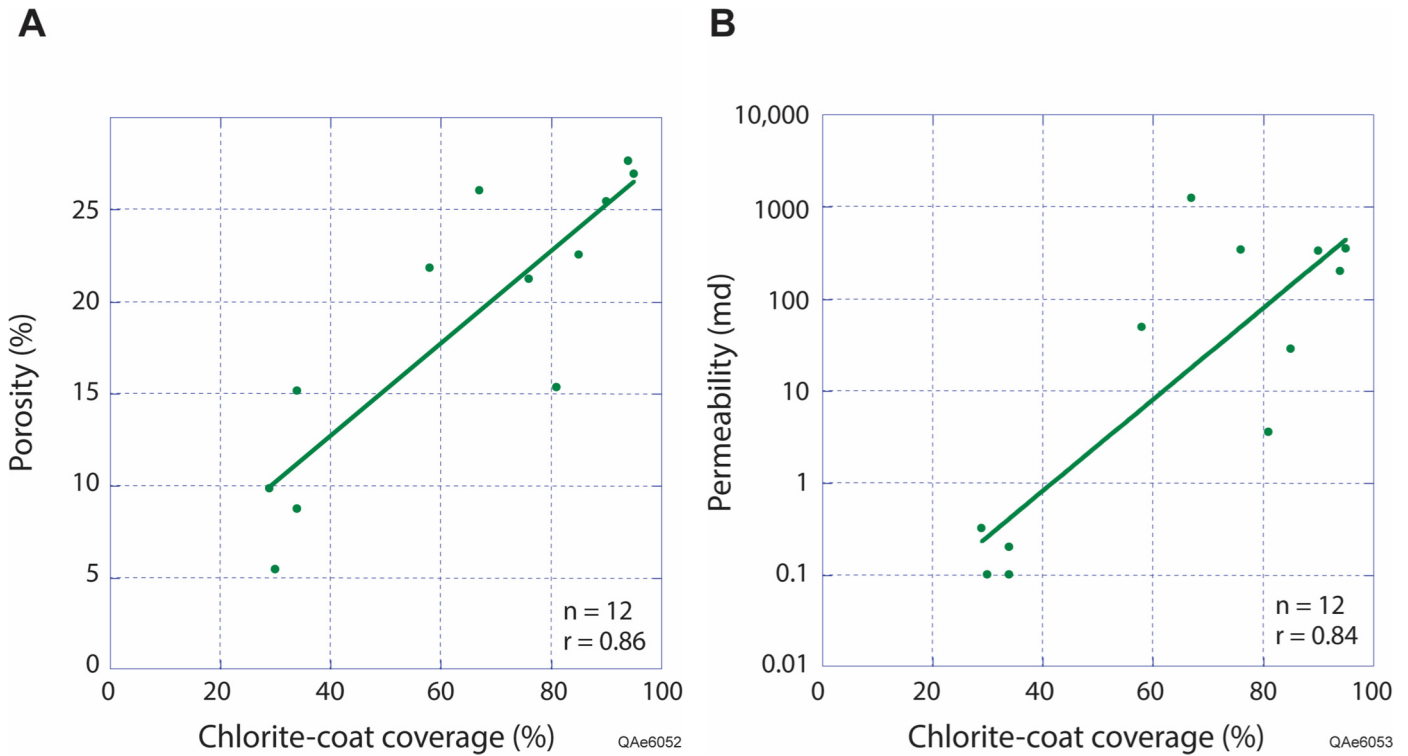 A
Porosity (%)
25
20
15
10
5
0
n = 12
r = 0.86
0 20 40 60 80 100
Chlorite-coat coverage (%)
QAe6052
B
Permeability (md)
10,000
1000
100
10
1
0.1
0.01
n = 12
r = 0.84
0 20 40 60 80 100
Chlorite-coat coverage (%)
QAe6053